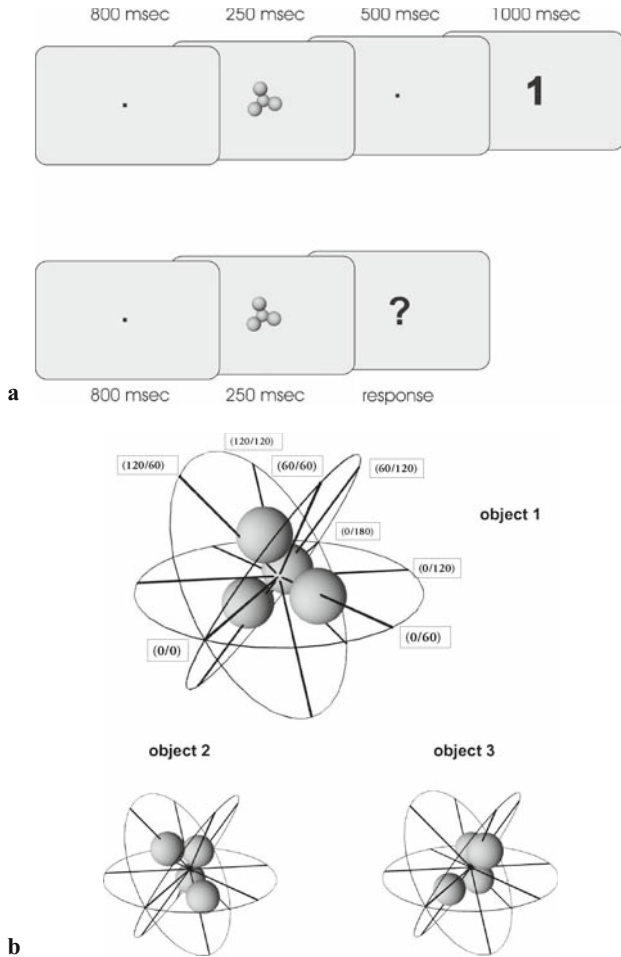 800 msec 250 msec 500 msec 1000 msec
1
?
a
800 msec 250 msec response
(120/120)
(120/60) (60/60) (60/120)
object 1
(0/180)
(0/120)
(0/0) (0/60)
object 2 object 3
b